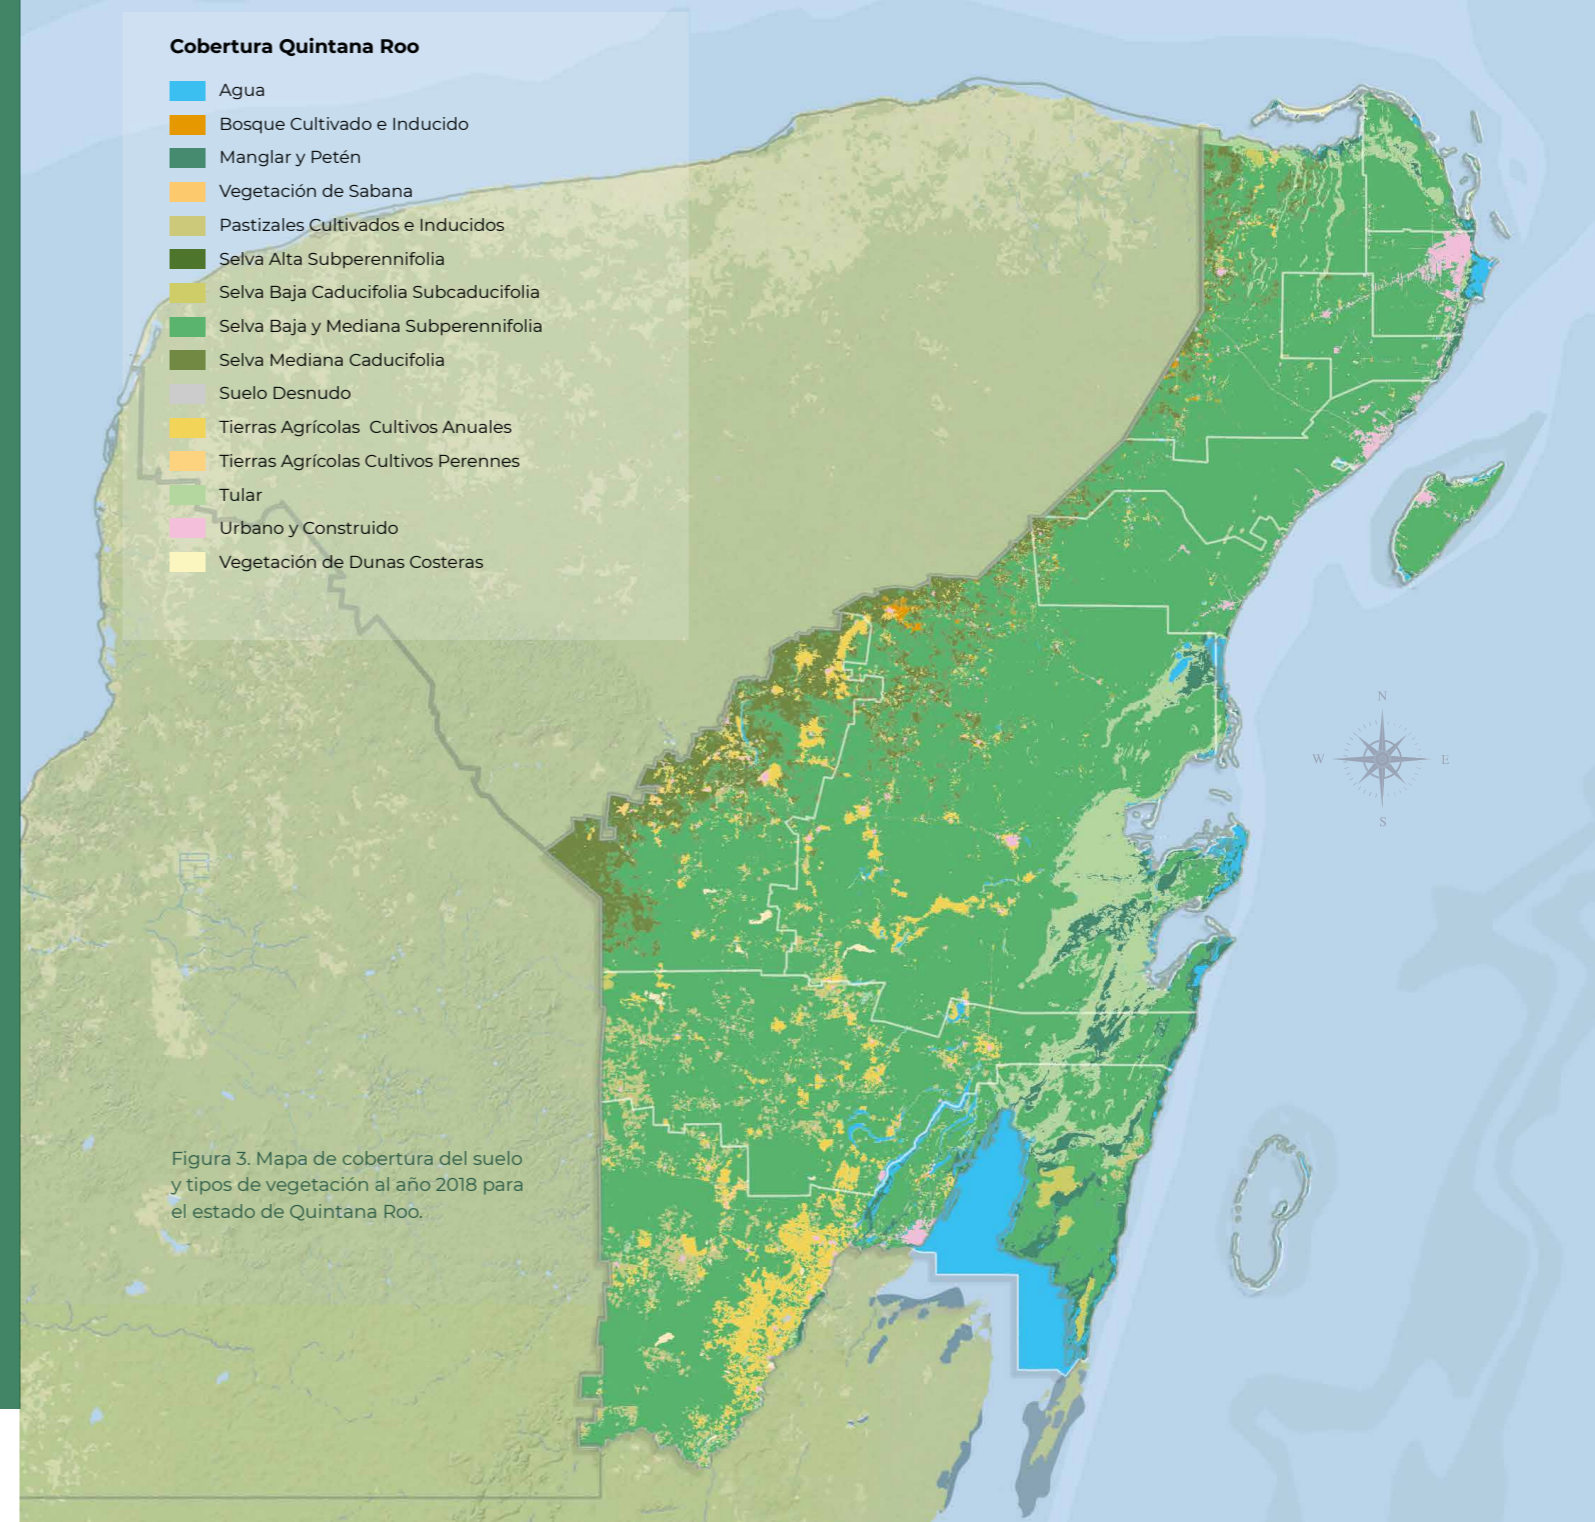 Cobertura Quintana Roo
Agua
Bosque Cultivado e Inducido
Manglar y Petén
Vegetación de Sabana
Pastizales Cultivados e Inducidos
Selva Alta Subperennifolia
Selva Baja Caducifolia Subcaducifolia
Selva Baja y Mediana Subperennifolia
Selva Mediana Caducifolia
Suelo Desnudo
Tierras Agrícolas  Cultivos Anuales
Tierras Agrícolas Cultivos Perennes
Tular
Urbano y Construido
Vegetación de Dunas Costeras
N
W
E
S
Figura 3. Mapa de cobertura del suelo
y tipos de vegetación al año 2018 para
el estado de Quintana Roo.